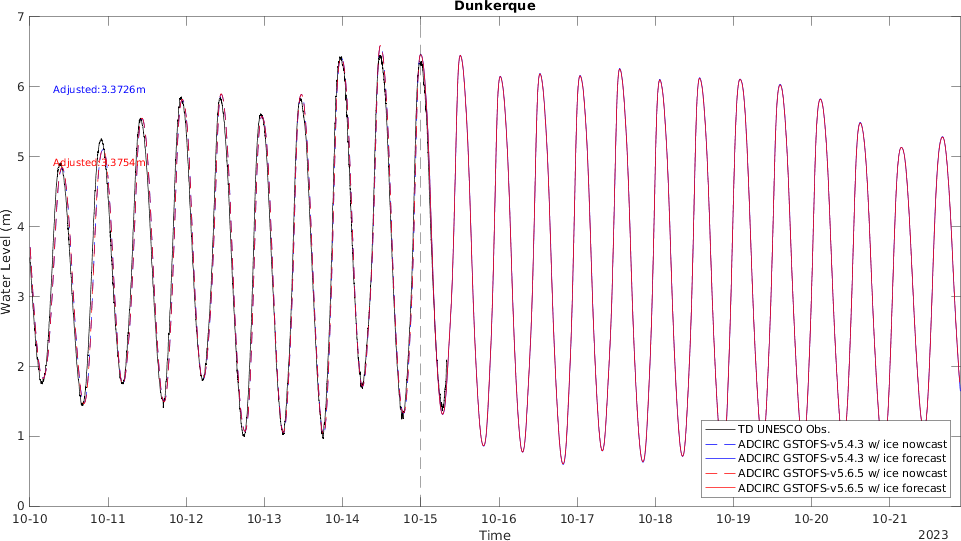 Dunkerque
7
6
5
4
3
2
1
0
Water Level (m)
Adjusted:3.3726m
Adjusted:3.3754m
TD UNESCO Obs.
ADCIRC GSTOFS-v5.4.3 w/ ice nowcast
ADCIRC GSTOFS-v5.4.3 w/ ice forecast
ADCIRC GSTOFS-v5.6.5 w/ ice nowcast
ADCIRC GSTOFS-v5.6.5 w/ ice forecast
10-10 10-11 10-12 10-13 10-14 10-15 10-16 10-17 10-18 10-19 10-20 10-21
Time
2023